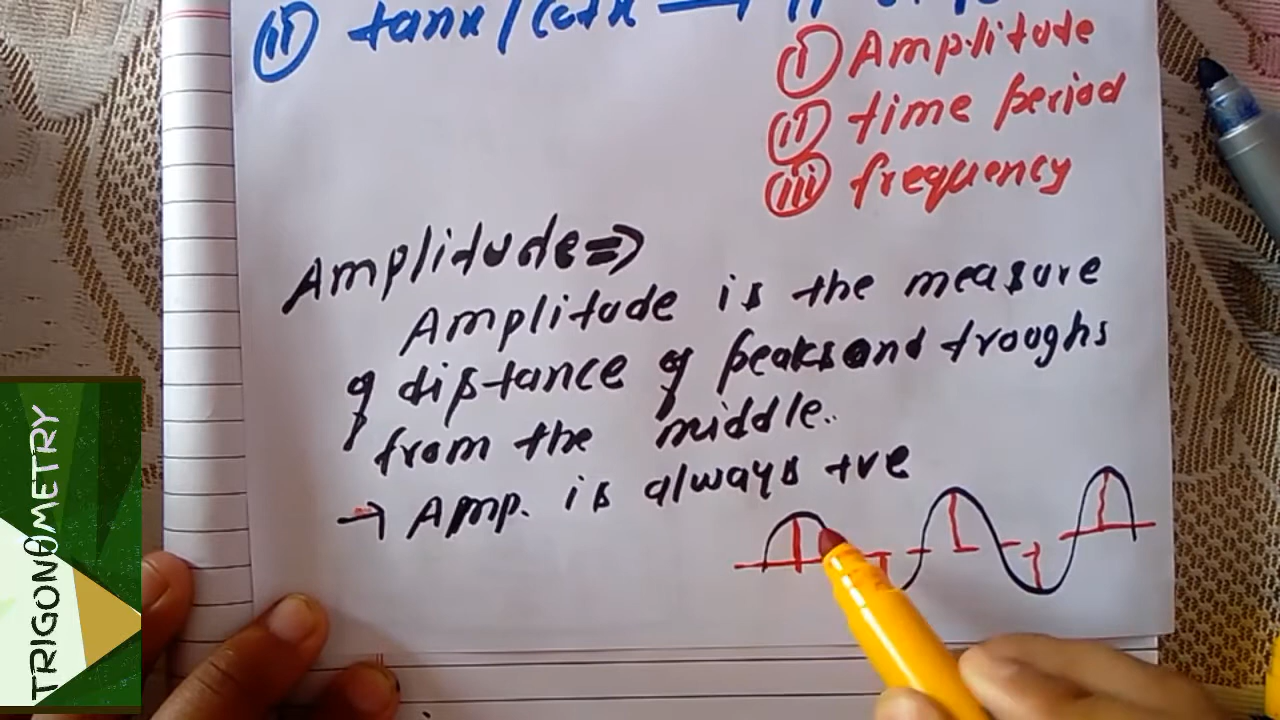 (ii) tanx/cotx →
(i) Amplitude
(ii) time period
(iii) frequency
Amplitude⇒
Amplitude is the measure
of distance of peaks and troughs
from the middle.
→ Amp. is always +ve
TRIGONOMETRY